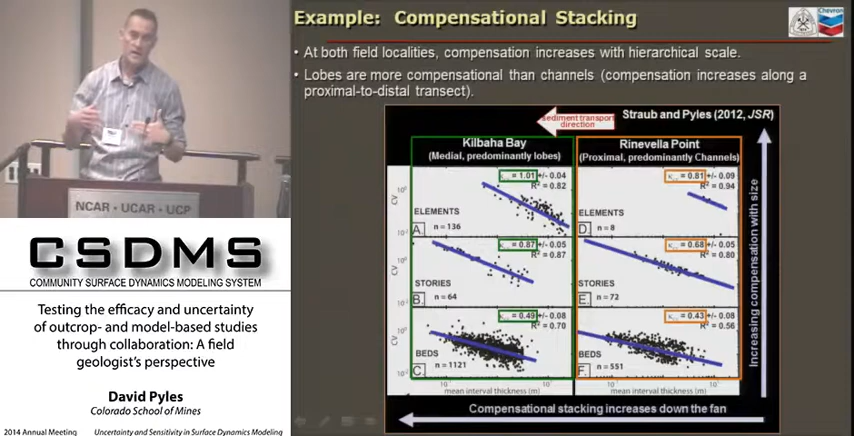 Example: Compensational Stacking
Chevron
• At both field localities, compensation increases with hierarchical scale.
• Lobes are more compensational than channels (compensation increases along a
proximal-to-distal transect).
sediment transport
direction
Straub and Pyles (2012, JSR)
Kilbaha Bay
(Medial, predominantly lobes)
Rinevella Point
(Proximal, predominantly Channels)
= 1.01 +/- 0.04
R² = 0.82
CV
ELEMENTS
A. n = 136
= 0.81 +/- 0.09
R² = 0.94
ELEMENTS
D. n = 8
= 0.87 +/- 0.05
R² = 0.87
CV
STORIES
B. n = 64
= 0.68 +/- 0.05
R² = 0.80
STORIES
E. n = 72
= 0.49 +/- 0.08
R² = 0.70
CV
BEDS
C. n = 1121
= 0.43 +/- 0.08
R² = 0.56
BEDS
F. n = 551
mean interval thickness (m)
mean interval thickness (m)
Increasing compensation with size
Compensational stacking increases down the fan
NCAR · UCAR · UCP
CSDMS
COMMUNITY SURFACE DYNAMICS MODELING SYSTEM
Testing the efficacy and uncertainty
of outcrop- and model-based studies
through collaboration: A field
geologist's perspective
David Pyles
Colorado School of Mines
2014 Annual Meeting Uncertainty and Sensitivity in Surface Dynamics Modeling